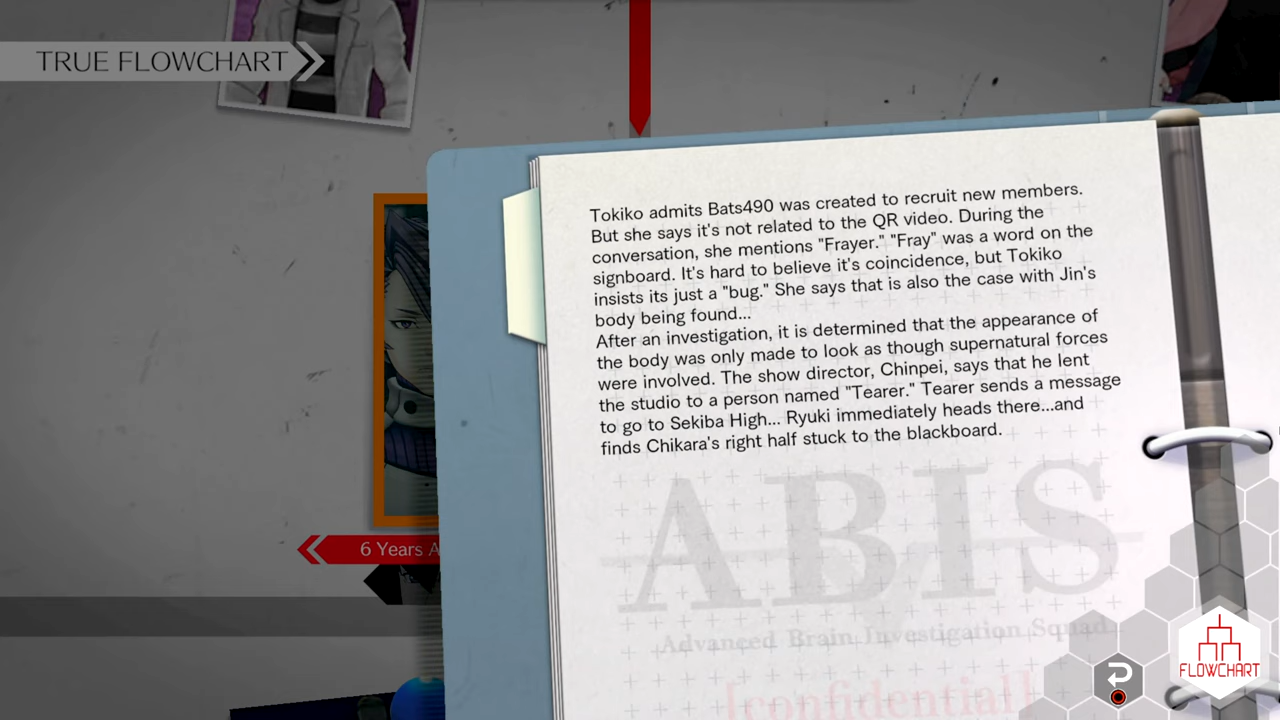 TRUE FLOWCHART
Tokiko admits Bats490 was created to recruit new members.
But she says it's not related to the QR video. During the
conversation, she mentions "Frayer." "Fray" was a word on the
signboard. It's hard to believe it's coincidence, but Tokiko
insists its just a "bug." She says that is also the case with Jin's
body being found...
After an investigation, it is determined that the appearance of
the body was only made to look as though supernatural forces
were involved. The show director, Chinpei, says that he lent
the studio to a person named "Tearer." Tearer sends a message
to go to Sekiba High... Ryuki immediately heads there...and
finds Chikara's right half stuck to the blackboard.
6 Years A
ABIS
Advanced Brain Investigation Squad
[confidential]
FLOWCHART